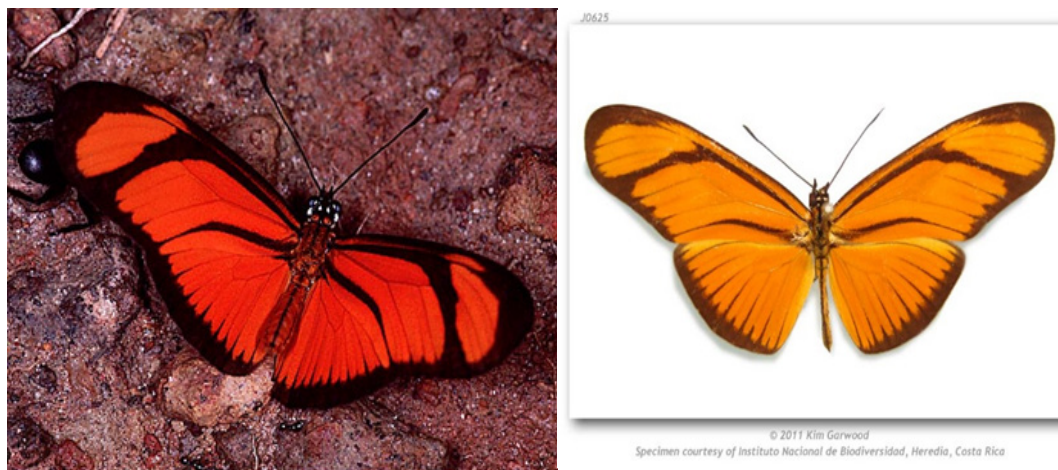 J0625
© 2011 Kim Garwood
Specimen courtesy of Instituto Nacional de Biodiversidad, Heredia, Costa Rica